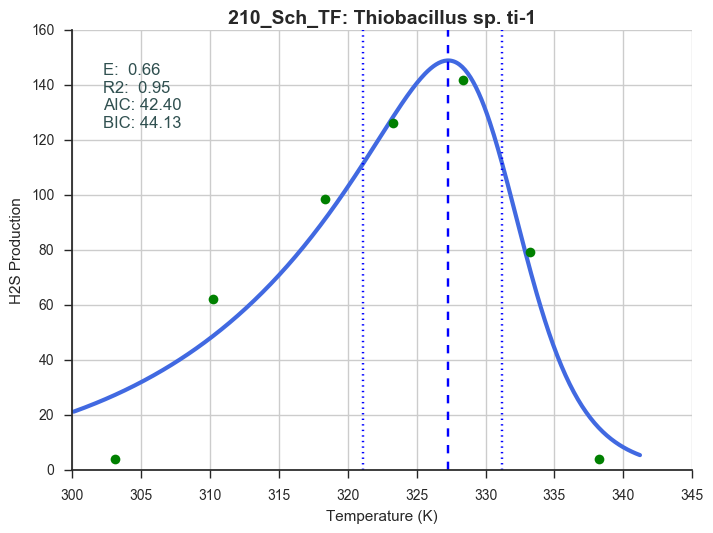 210_Sch_TF: Thiobacillus sp. ti-1
E:  0.66
R2:  0.95
AIC: 42.40
BIC: 44.13
H2S Production
160
140
120
100
80
60
40
20
0
300 305 310 315 320 325 330 335 340 345
Temperature (K)